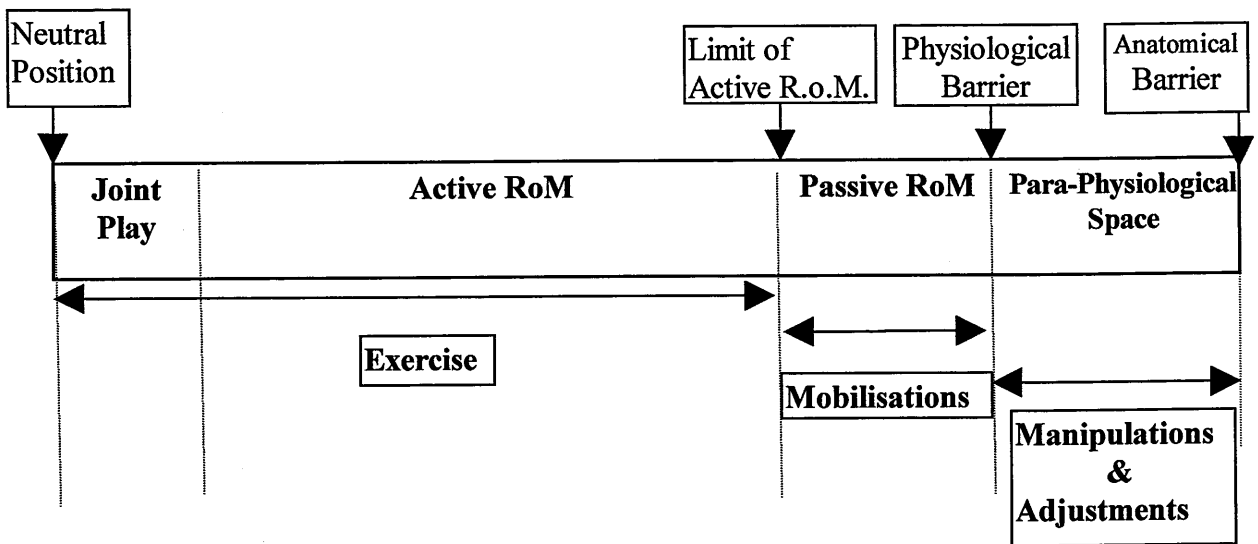 Neutral
Position
Limit of
Active R.o.M.
Physiological
Barrier
Anatomical
Barrier
Joint
Play
Active RoM
Passive RoM
Para-Physiological
Space
Exercise
Mobilisations
Manipulations
&
Adjustments